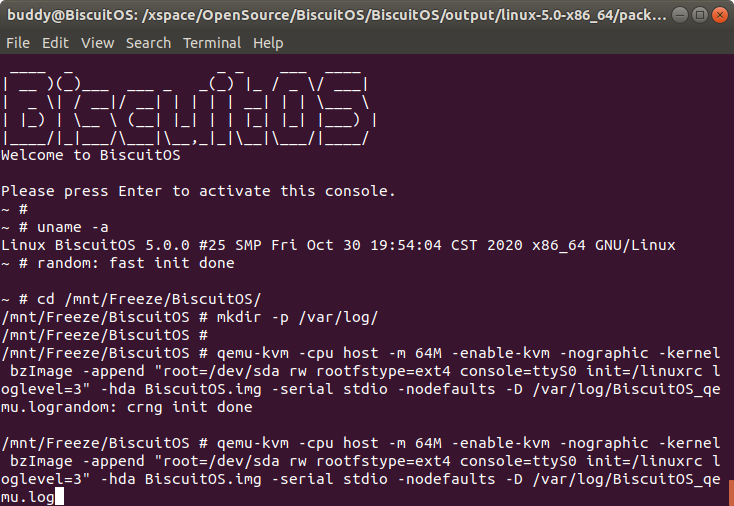 buddy@BiscuitOS: /xspace/OpenSource/BiscuitOS/BiscuitOS/output/linux-5.0-x86_64/pack...
File Edit View Search Terminal Help
BiscuitOS
Welcome to BiscuitOS
Please press Enter to activate this console.
~ #
~ # uname -a
Linux BiscuitOS 5.0.0 #25 SMP Fri Oct 30 19:54:04 CST 2020 x86_64 GNU/Linux
~ # random: fast init done
~ # cd /mnt/Freeze/BiscuitOS/
/mnt/Freeze/BiscuitOS # mkdir -p /var/log/
/mnt/Freeze/BiscuitOS #
/mnt/Freeze/BiscuitOS # qemu-kvm -cpu host -m 64M -enable-kvm -nographic -kernel
bzImage -append "root=/dev/sda rw rootfstype=ext4 console=ttyS0 init=/linuxrc l
oglevel=3" -hda BiscuitOS.img -serial stdio -nodefaults -D /var/log/BiscuitOS_qe
mu.lograndom: crng init done
/mnt/Freeze/BiscuitOS # qemu-kvm -cpu host -m 64M -enable-kvm -nographic -kernel
bzImage -append "root=/dev/sda rw rootfstype=ext4 console=ttyS0 init=/linuxrc l
oglevel=3" -hda BiscuitOS.img -serial stdio -nodefaults -D /var/log/BiscuitOS_qe
mu.log